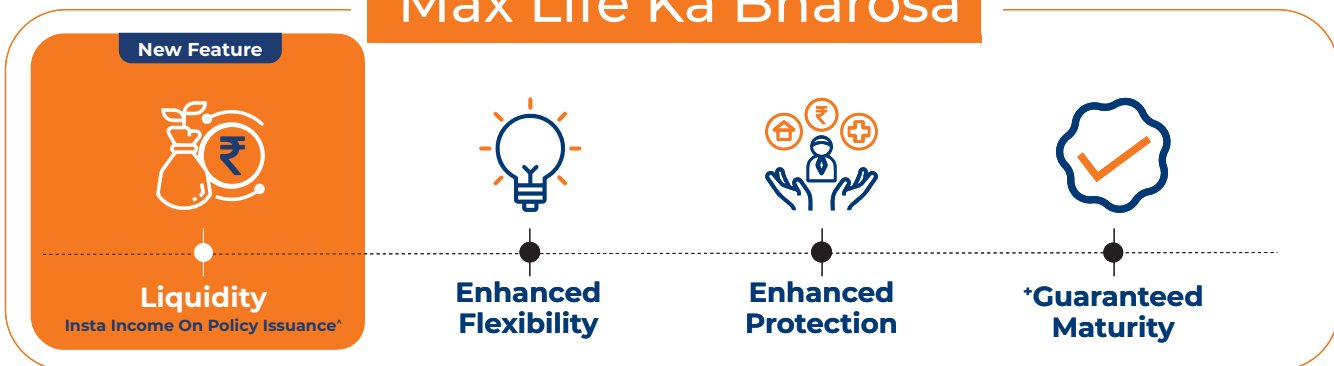 Max Life Ka Bharosa
New Feature
Liquidity
Insta Income On Policy Issuance^
Enhanced
Flexibility
Enhanced
Protection
+Guaranteed
Maturity